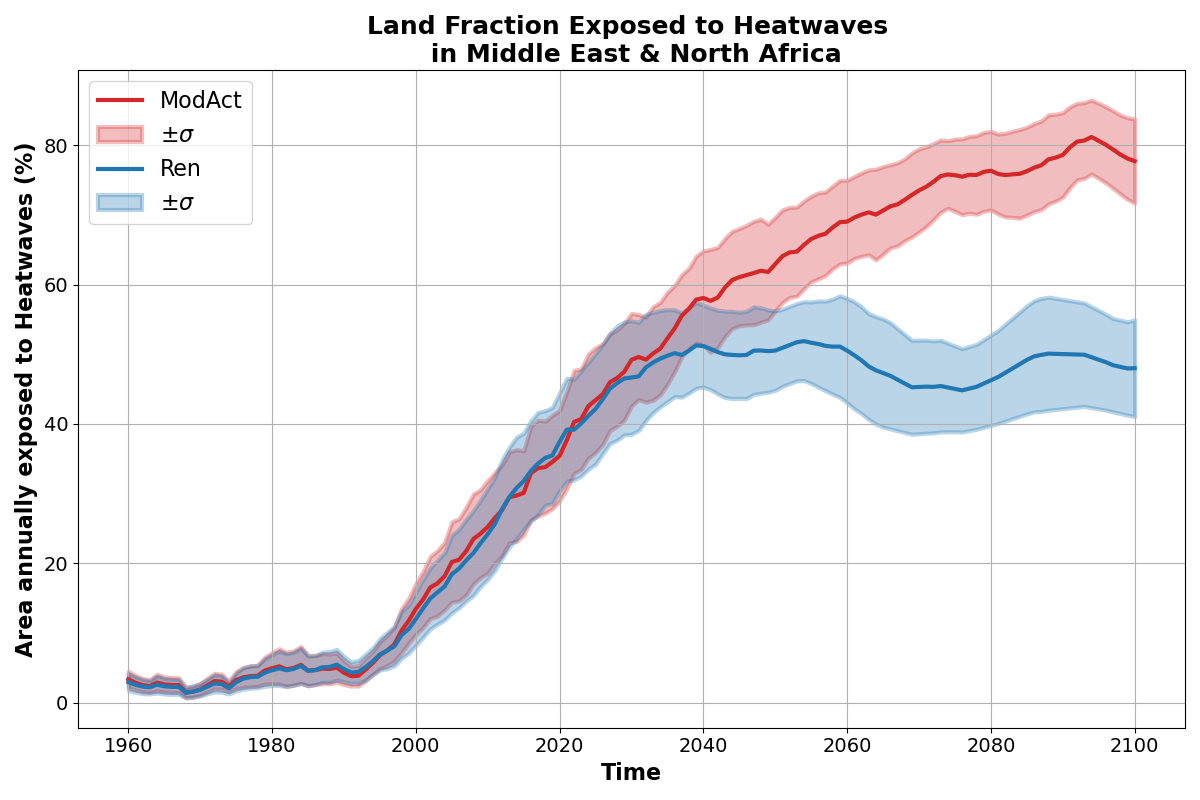 Land Fraction Exposed to Heatwaves
in Middle East & North Africa
ModAct
±σ
Ren
±σ
Area annually exposed to Heatwaves (%)
80
60
40
20
0
1960 1980 2000 2020 2040 2060 2080 2100
Time